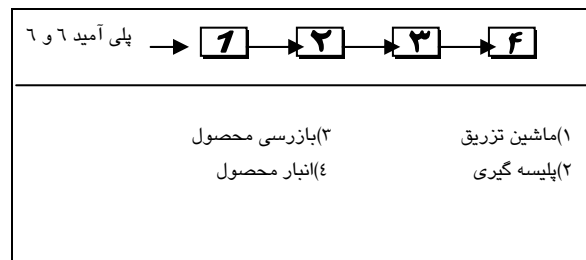 پلی آمید ٦ و ٦
۱ ۲ ۳ ۴
۱)ماشین تزریق ۳)بازرسی محصول
۲)پلیسه گیری ٤)انبار محصول